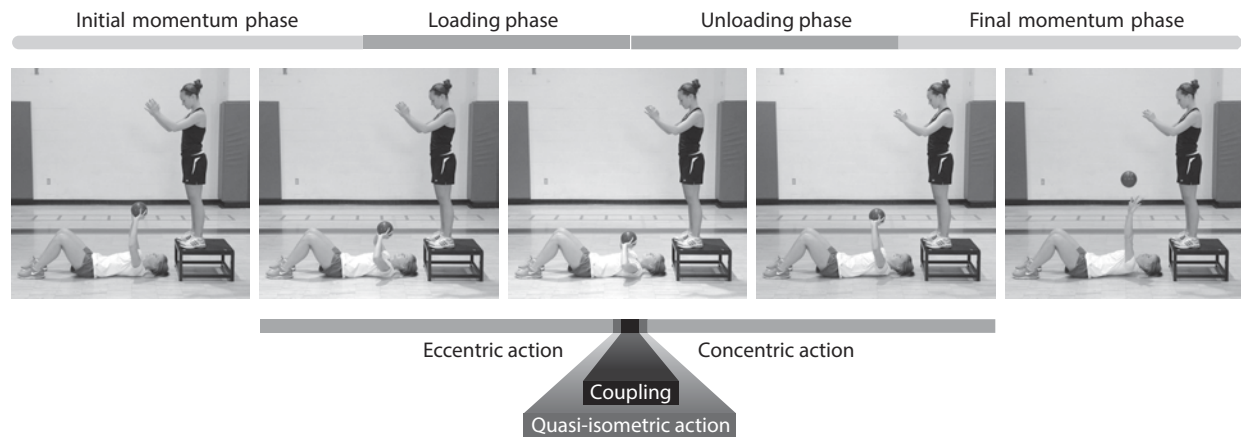 Initial momentum phase
Loading phase
Unloading phase
Final momentum phase
Eccentric action
Concentric action
Coupling
Quasi-isometric action